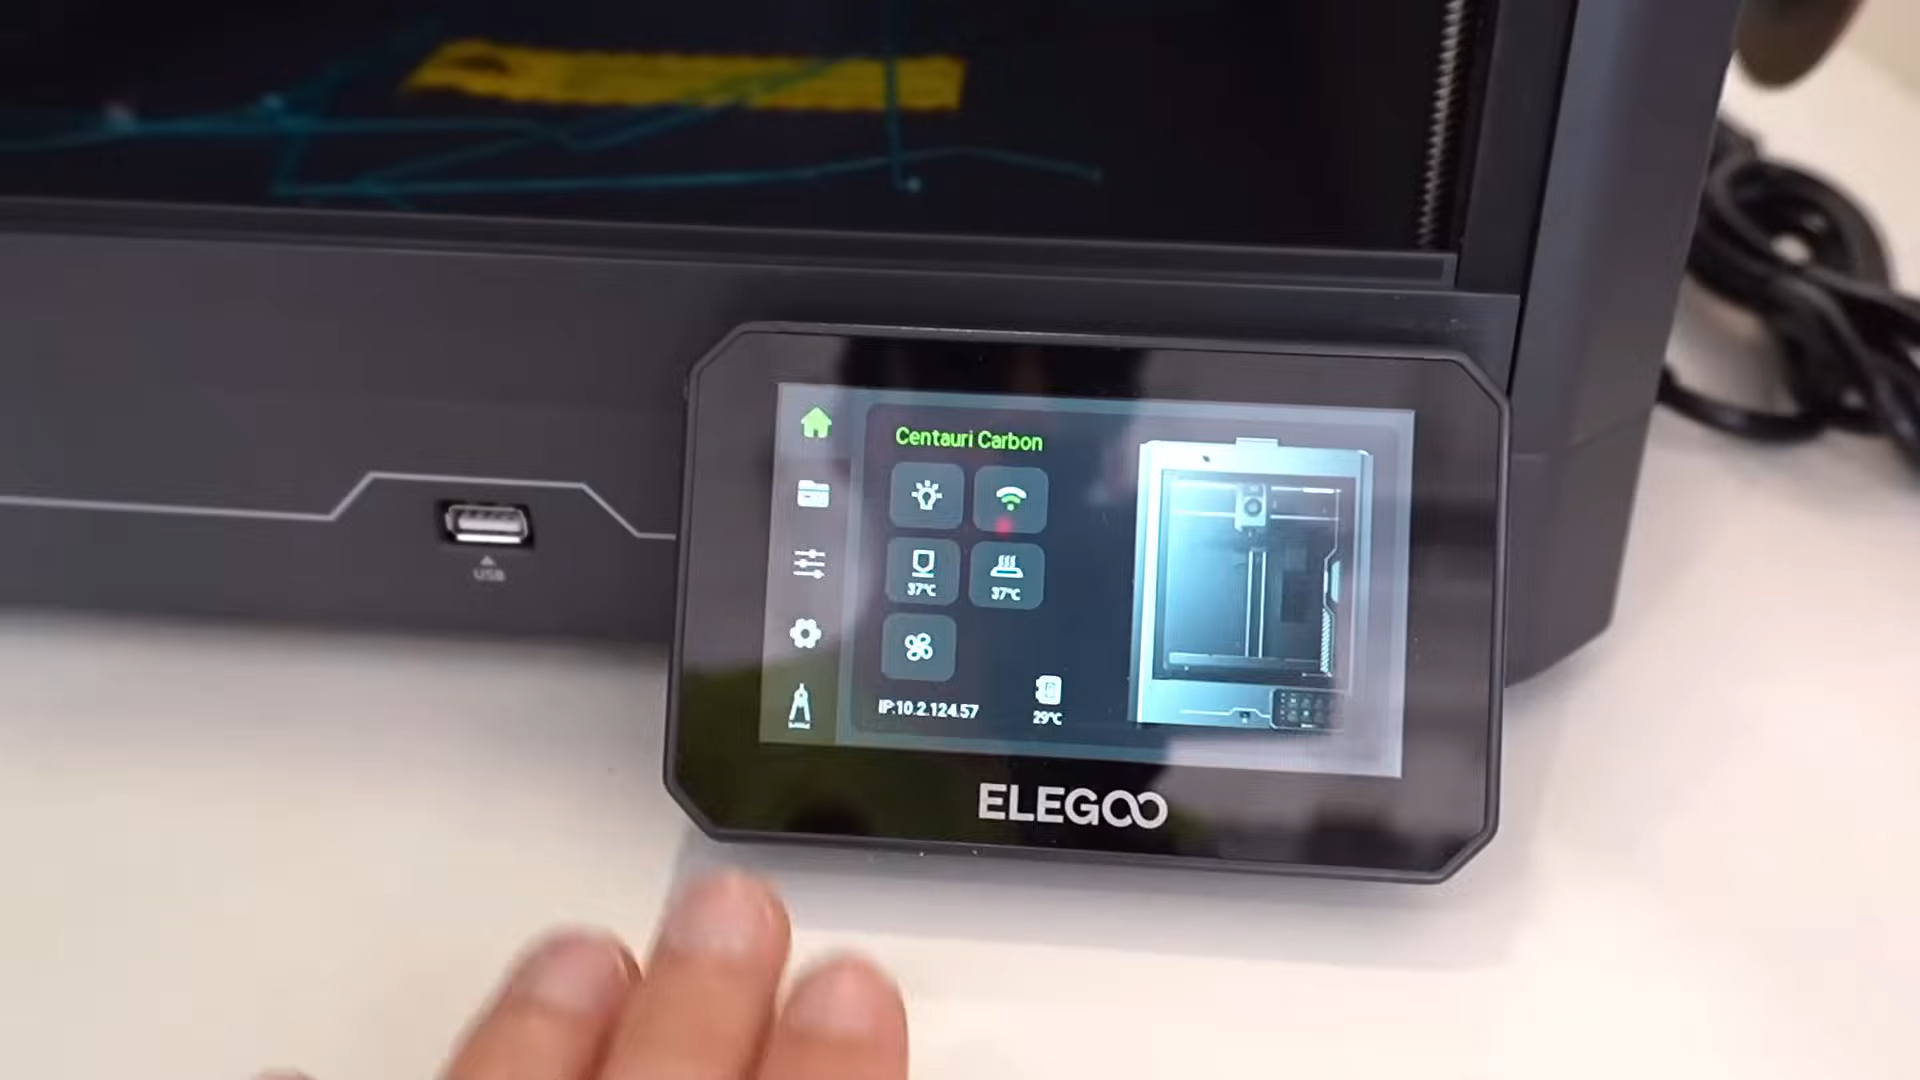 Centauri Carbon
37℃
37℃
IP:10.2.124.57
29℃
ELEGOO
USB